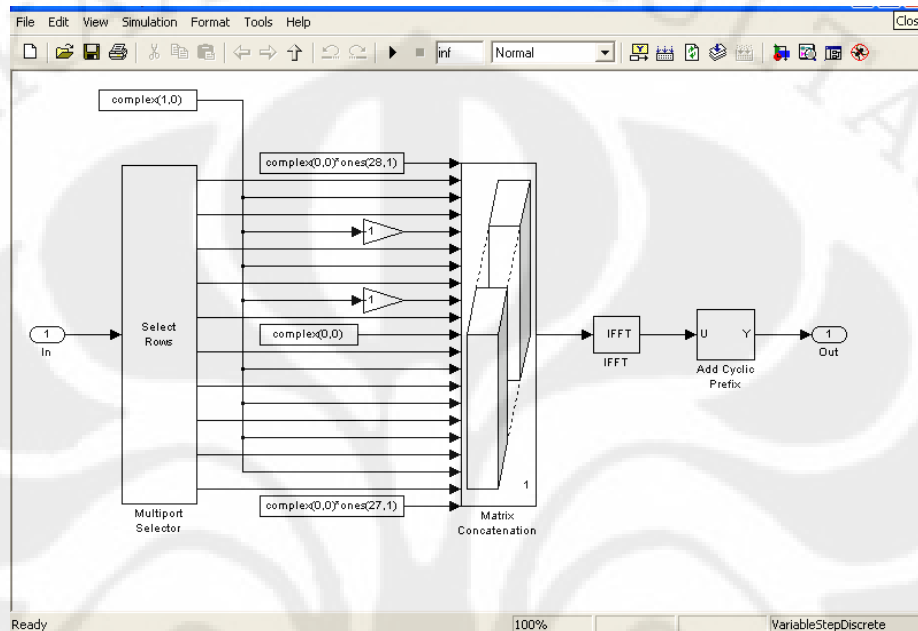 Clos
File Edit View Simulation Format Tools Help
inf Normal
complex(1,0)
complex(0,0)*ones(28,1)
1
1
Select
Rows
1
In
complex(0,0)
IFFT
IFFT
U Y
Add Cyclic
Prefix
1
Out
Multiport
Selector
complex(0,0)*ones(27,1)
1
Matrix
Concatenation
Ready 100% VariableStepDiscrete